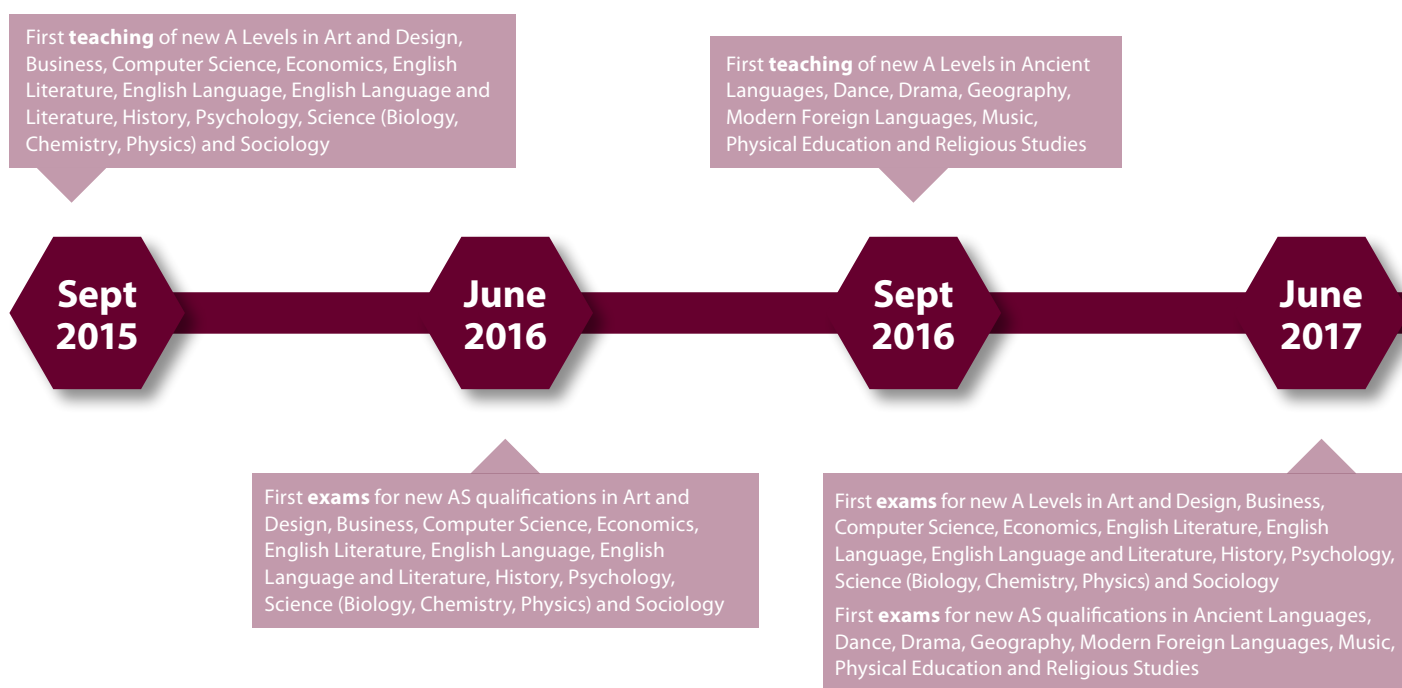 First teaching of new A Levels in Art and Design,
Business, Computer Science, Economics, English
Literature, English Language, English Language and
Literature, History, Psychology, Science (Biology,
Chemistry, Physics) and Sociology
First teaching of new A Levels in Ancient
Languages, Dance, Drama, Geography,
Modern Foreign Languages, Music,
Physical Education and Religious Studies
Sept
2015
June
2016
Sept
2016
June
2017
First exams for new AS qualifications in Art and
Design, Business, Computer Science, Economics,
English Literature, English Language, English
Language and Literature, History, Psychology,
Science (Biology, Chemistry, Physics) and Sociology
First exams for new A Levels in Art and Design, Business,
Computer Science, Economics, English Literature, English
Language, English Language and Literature, History, Psychology,
Science (Biology, Chemistry, Physics) and Sociology
First exams for new AS qualifications in Ancient Languages,
Dance, Drama, Geography, Modern Foreign Languages, Music,
Physical Education and Religious Studies